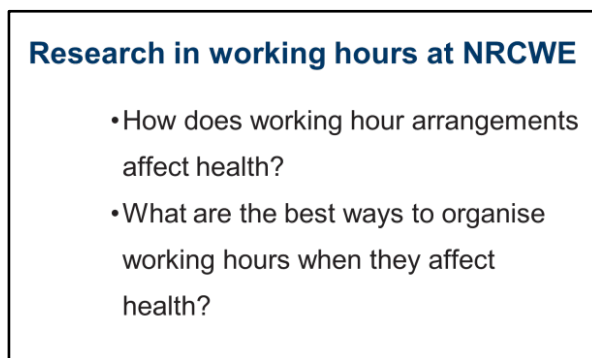 Research in working hours at NRCWE
•How does working hour arrangements
affect health?
•What are the best ways to organise
working hours when they affect
health?